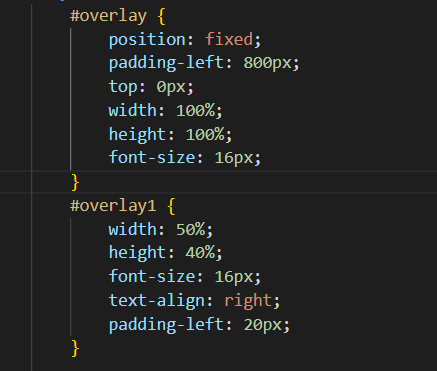 #overlay {
position: fixed;
padding-left: 800px;
top: 0px;
width: 100%;
height: 100%;
font-size: 16px;
}
#overlay1 {
width: 50%;
height: 40%;
font-size: 16px;
text-align: right;
padding-left: 20px;
}